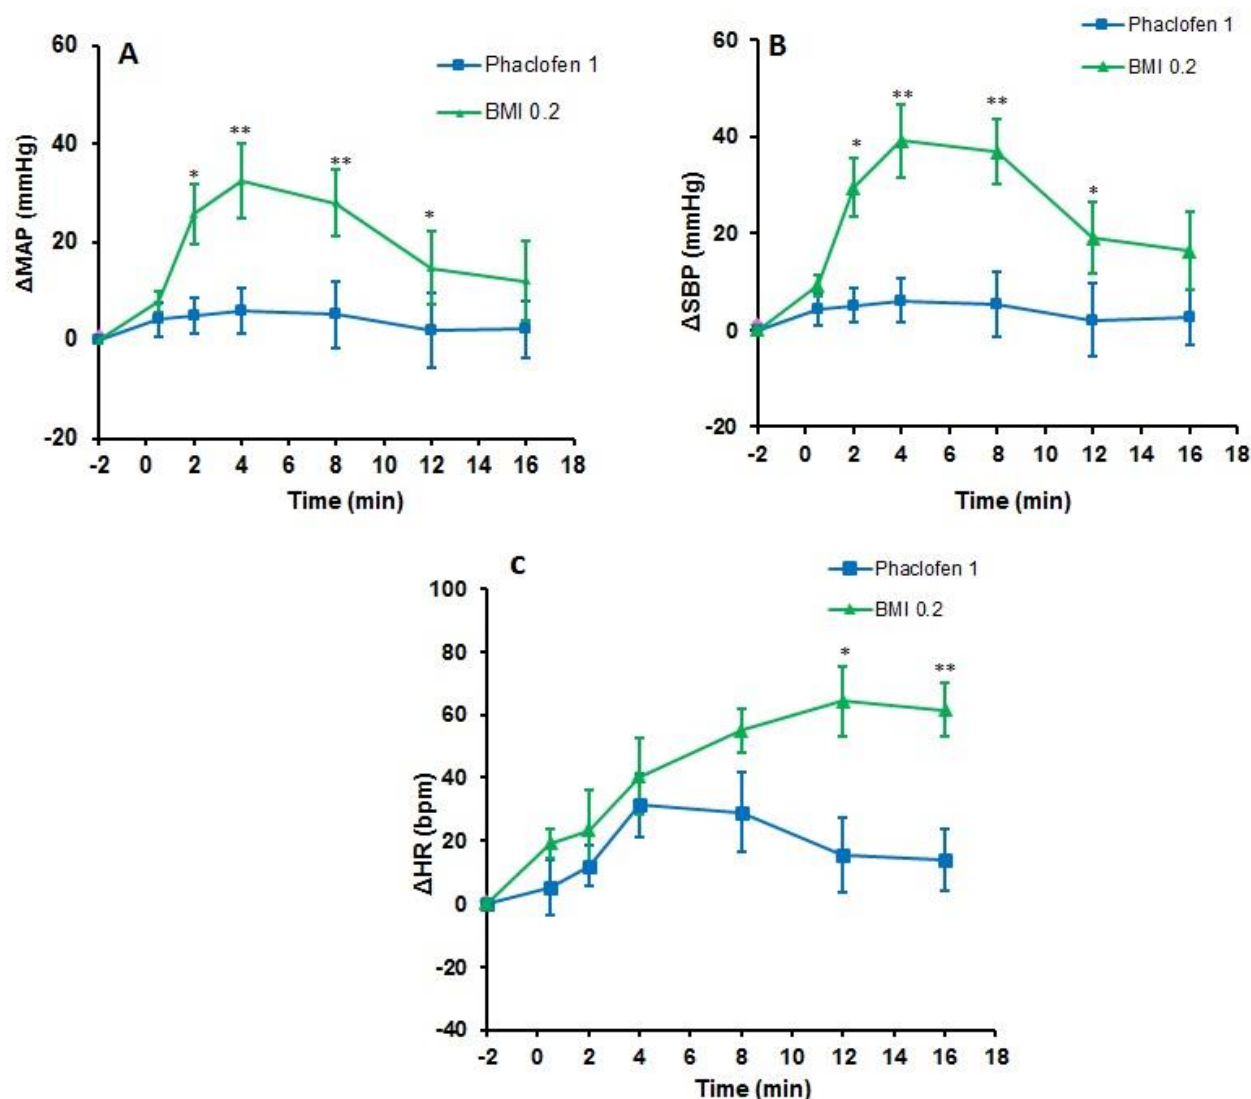 A
Phaclofen 1
BMI 0.2
ΔMAP (mmHg)
60
40
20
0
-20
* ** ** *
-2 0 2 4 6 8 10 12 14 16 18
Time (min)
B
Phaclofen 1
BMI 0.2
ΔSBP (mmHg)
60
40
20
0
-20
* ** ** *
-2 0 2 4 6 8 10 12 14 16 18
Time (min)
C
Phaclofen 1
BMI 0.2
ΔHR (bpm)
100
80
60
40
20
0
-20
-40
* **
-2 0 2 4 6 8 10 12 14 16 18
Time (min)